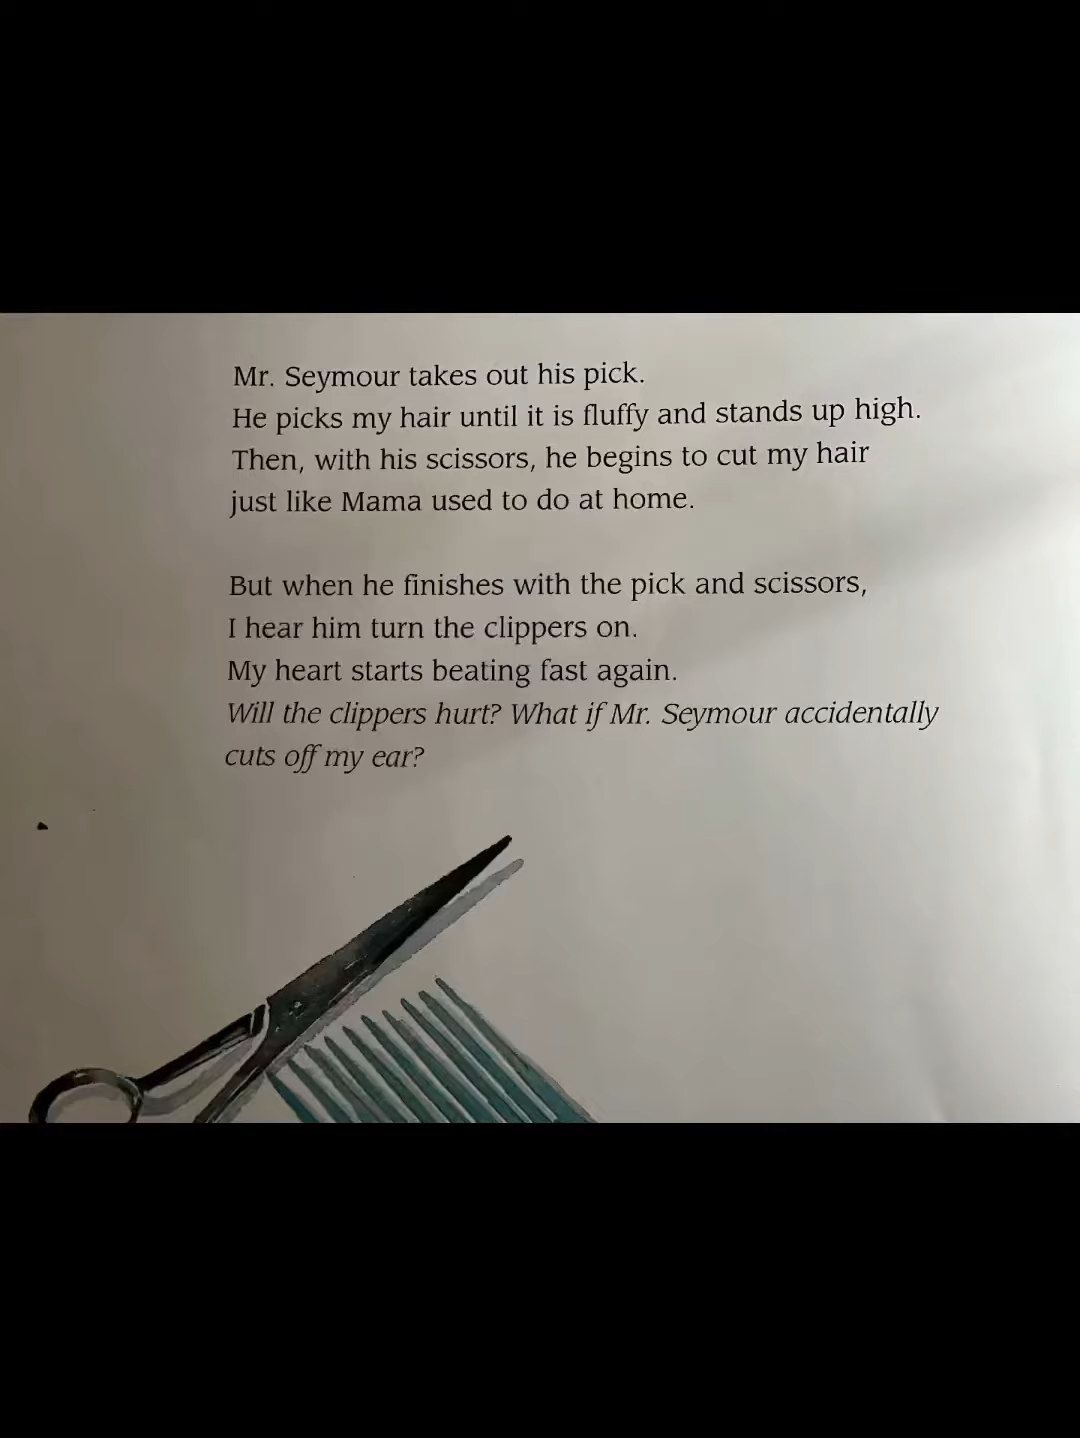 Mr. Seymour takes out his pick.
He picks my hair until it is fluffy and stands up high.
Then, with his scissors, he begins to cut my hair
just like Mama used to do at home.
But when he finishes with the pick and scissors,
I hear him turn the clippers on.
My heart starts beating fast again.
Will the clippers hurt? What if Mr. Seymour accidentally
cuts off my ear?